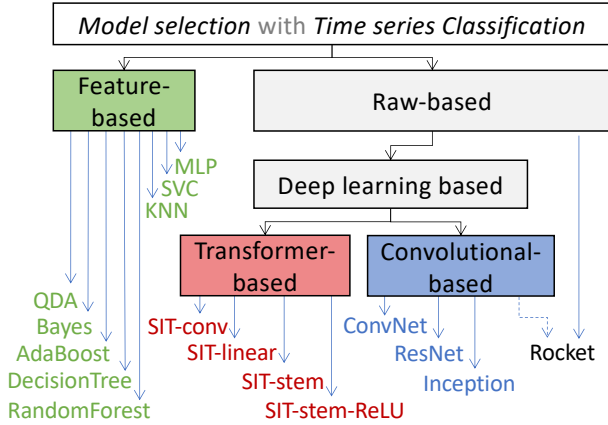 Model selection with Time series Classification
Feature-
based
Raw-based
MLP
SVC
KNN
Deep learning based
Transformer-
based
Convolutional-
based
QDA
Bayes
AdaBoost
DecisionTree
RandomForest
SIT-conv
SIT-linear
SIT-stem
SIT-stem-ReLU
ConvNet
ResNet
Inception
Rocket